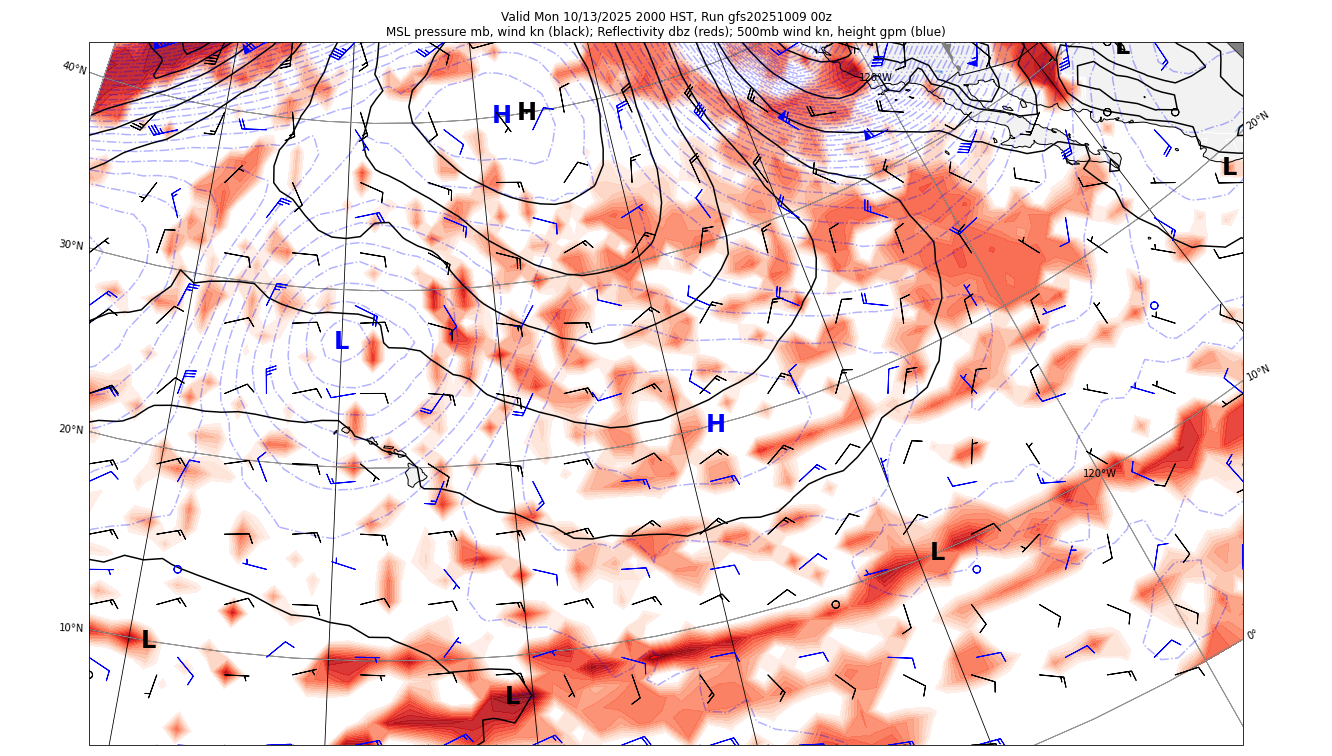 Valid Mon 10/13/2025 2000 HST, Run gfs20251009 00z
MSL pressure mb, wind kn (black); Reflectivity dbz (reds); 500mb wind kn, height gpm (blue)
L
40°N
120°W
H H
20°N
L
30°N
L
10°N
H
20°N
120°W
L
10°N
L
0°
L